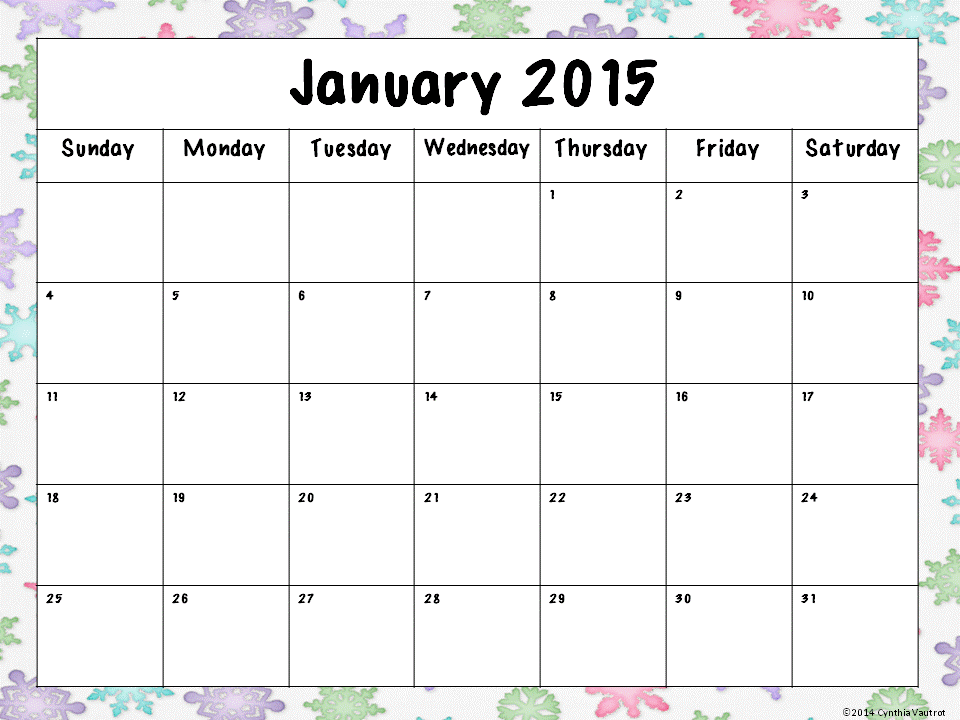 January 2015
Sunday Monday Tuesday Wednesday Thursday Friday Saturday
1 2 3
4 5 6 7 8 9 10
11 12 13 14 15 16 17
18 19 20 21 22 23 24
25 26 27 28 29 30 31
©2014 Cynthia Vautrot